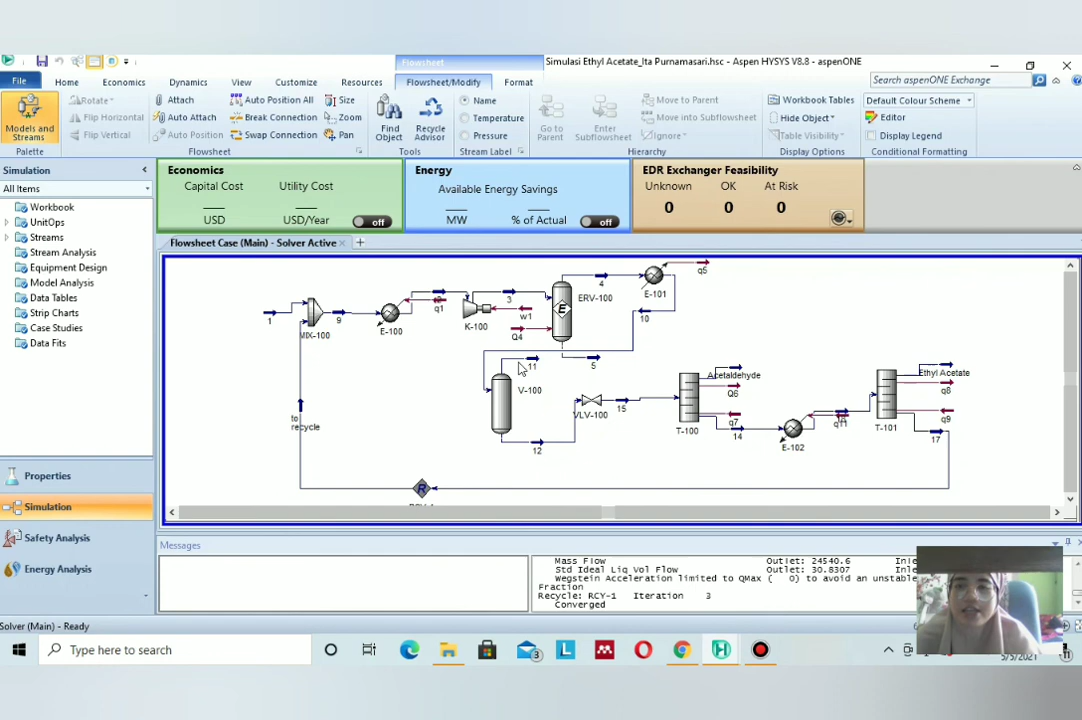 Flowsheet
Simulasi Ethyl Acetate_Ita Purnamasari.hsc - Aspen HYSYS V8.8 - aspenONE
File
Home
Economics
Dynamics
View
Customize
Resources
Flowsheet/Modify
Format
Search aspenONE Exchange
Models and
Streams
Rotate
Flip Horizontal
Flip Vertical
Attach
Auto Attach
Auto Position
Auto Position All
Break Connection
Swap Connection
Size
Zoom
Pan
Find
Object
Recycle
Advisor
Name
Temperature
Pressure
Go to
Parent
Enter
Subflowsheet
Move to Parent
Move into Subflowsheet
Ignore
Workbook Tables
Hide Object
Table Visibility
Default Colour Scheme
Editor
Display Legend
Palette
Flowsheet
Tools
Stream Label
Hierarchy
Display Options
Conditional Formatting
Simulation
All Items
Workbook
UnitOps
Streams
Stream Analysis
Equipment Design
Model Analysis
Data Tables
Strip Charts
Case Studies
Data Fits
Properties
Simulation
Safety Analysis
Energy Analysis
Economics
Capital Cost
Utility Cost
USD
USD/Year
off
Energy
Available Energy Savings
MW
% of Actual
off
EDR Exchanger Feasibility
Unknown
OK
At Risk
0
0
0
Flowsheet Case (Main) - Solver Active
1
MIX-100
9
E-100
q1
K-100
3
w1
Q4
E
ERV-100
4
E-101
q5
10
5
11
V-100
12
VLV-100
15
T-100
Acetaldehyde
Q6
q7
14
E-102
q11
T-101
Ethyl Acetate
q8
q9
17
to
recycle
R
Messages
Mass Flow Outlet: 24540.6
Std Ideal Liq Vol Flow Outlet: 30.8307
Wegstein Acceleration limited to QMax ( 0) to avoid an unstable
Fraction
Recycle: RCY-1 Iteration 3
Converged
Solver (Main) - Ready
Type here to search
3
5/5/2021
11